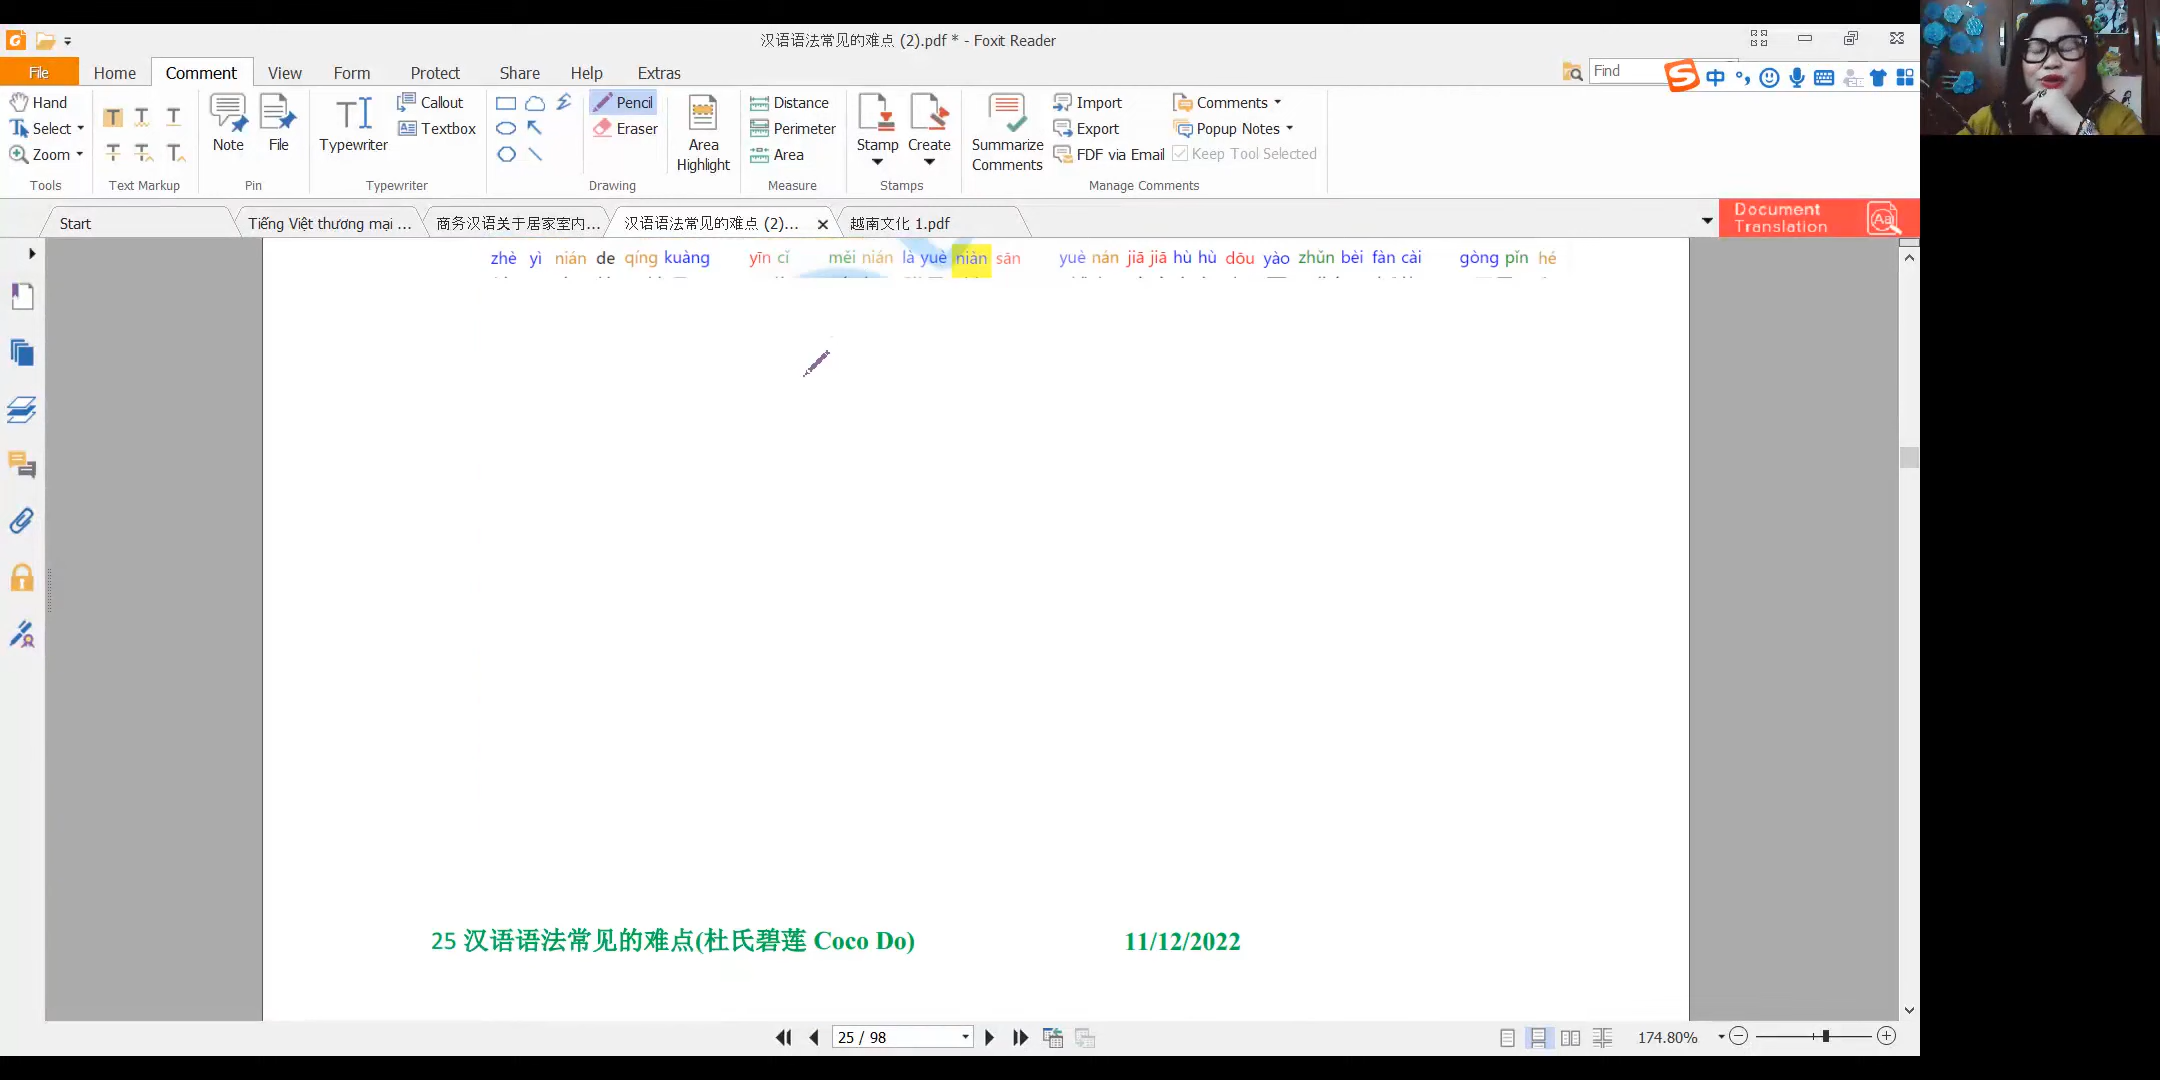 汉语语法常见的难点 (2).pdf * - Foxit Reader
File Home Comment View Form Protect Share Help Extras Find 中
Hand
Select
Zoom
Tools
Text Markup
Note
File
Pin
Typewriter
Callout
Textbox
Typewriter
Pencil
Eraser
Area
Highlight
Drawing
Distance
Perimeter
Area
Measure
Stamp
Create
Stamps
Summarize
Comments
Import
Export
FDF via Email
Comments
Popup Notes
Keep Tool Selected
Manage Comments
Start
Tiếng Việt thương mại ...
商务汉语关于居家室内...
汉语语法常见的难点 (2)...
越南文化 1.pdf
Document
Translation
zhè yì nián de qíng kuàng yīn cǐ měi nián là yuè niàn sān yuè nán jiā jiā hù hù dōu yào zhǔn bèi fàn cài gòng pǐn hé
25 汉语语法常见的难点(杜氏碧莲 Coco Do) 11/12/2022
25 / 98
174.80%